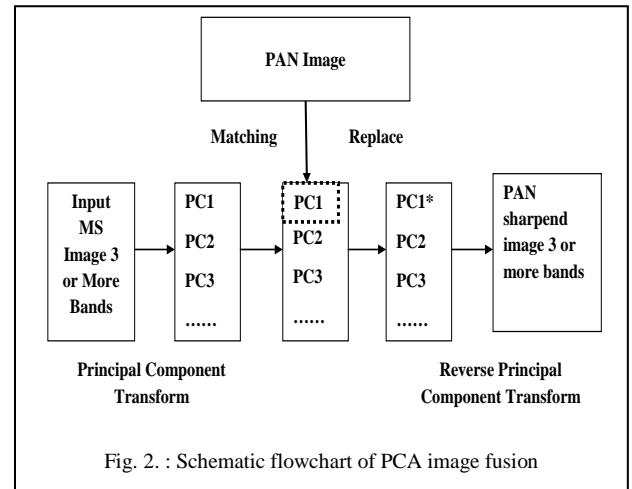 PAN Image
Matching
Replace
Input
MS
Image 3
or More
Bands
PC1
PC2
PC3
......
PC1
PC2
PC3
......
PC1*
PC2
PC3
......
PAN
sharpend
image 3 or
more bands
Principal Component
Transform
Reverse Principal
Component Transform
Fig. 2. : Schematic flowchart of PCA image fusion